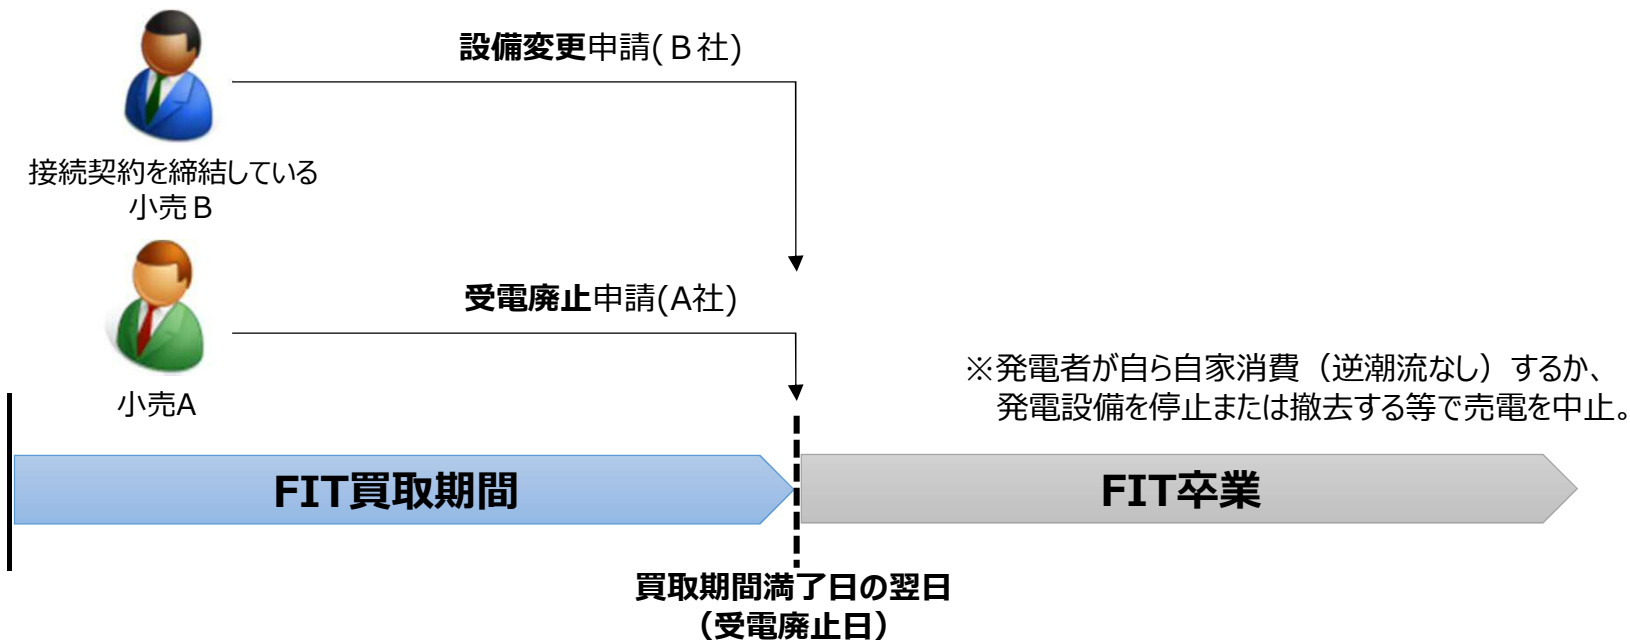 設備変更申請(Ｂ社)
接続契約を締結している
小売Ｂ
受電廃止申請(A社)
小売A
※発電者が自ら自家消費（逆潮流なし）するか、
発電設備を停止または撤去する等で売電を中止。
FIT買取期間
FIT卒業
買取期間満了日の翌日
（受電廃止日）